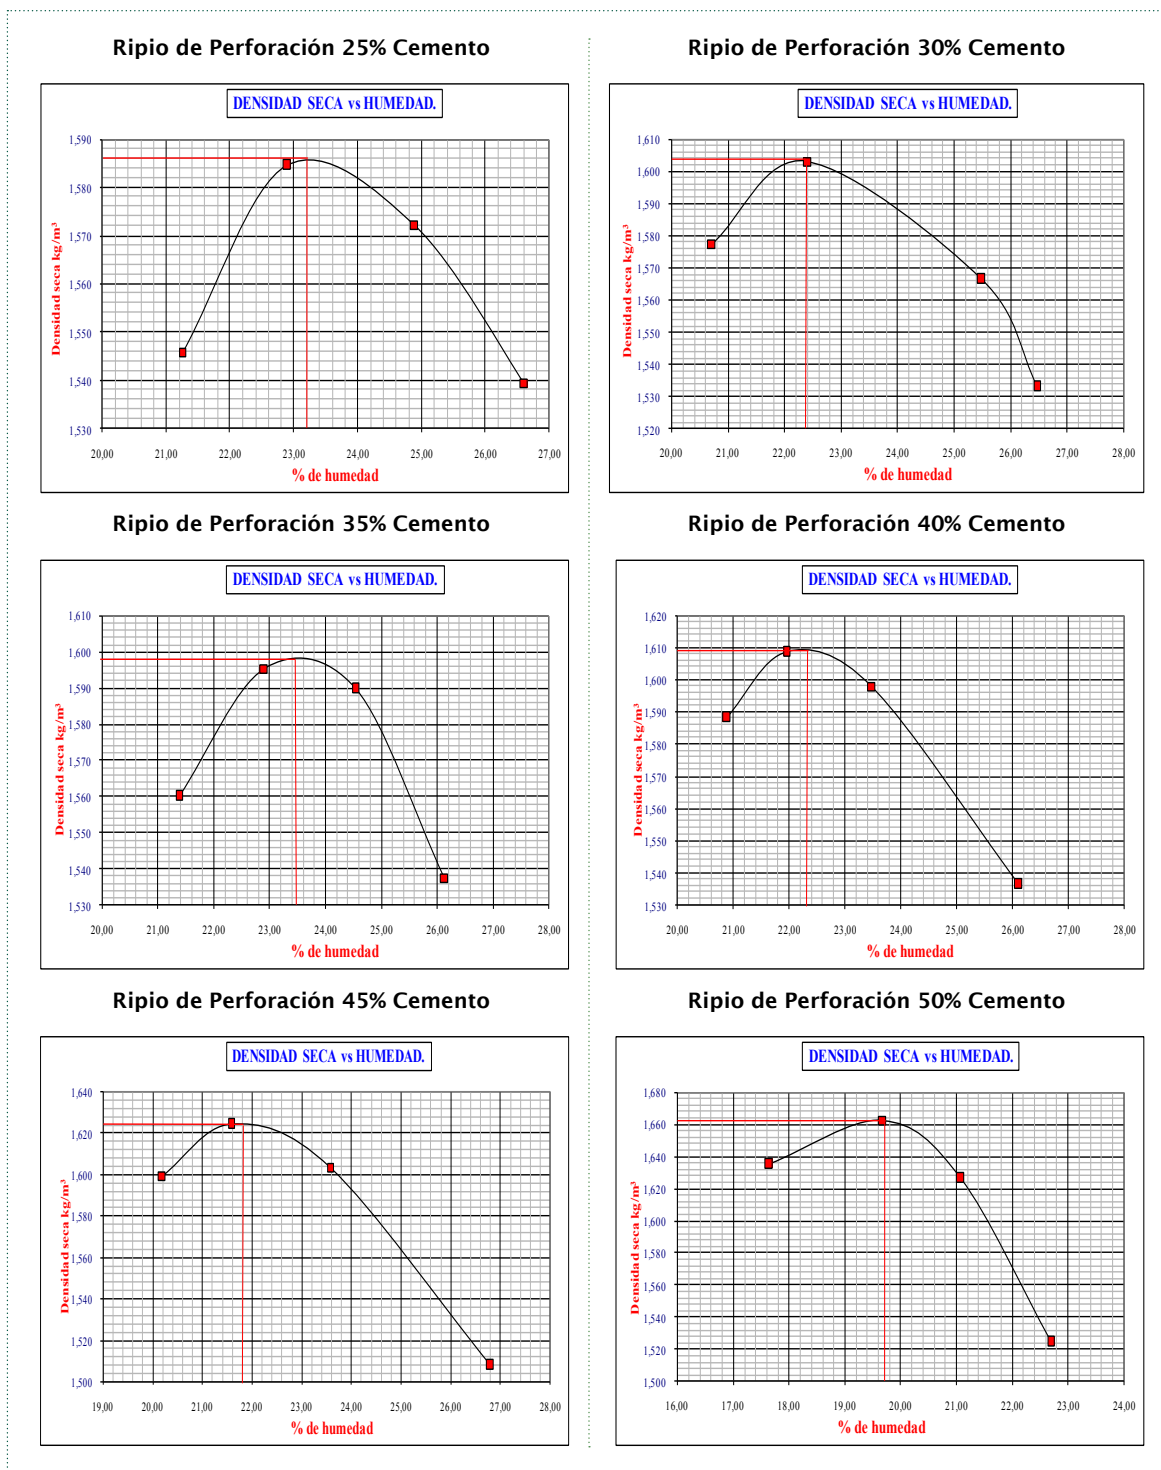 Ripio de Perforación 25% Cemento
DENSIDAD SECA vs HUMEDAD.
Densidad seca kg/m³
1,590
1,580
1,570
1,560
1,550
1,540
1,530
20,00 21,00 22,00 23,00 24,00 25,00 26,00 27,00
% de humedad
Ripio de Perforación 30% Cemento
DENSIDAD SECA vs HUMEDAD.
Densidad seca kg/m³
1,610
1,600
1,590
1,580
1,570
1,560
1,550
1,540
1,530
1,520
20,00 21,00 22,00 23,00 24,00 25,00 26,00 27,00 28,00
% de humedad
Ripio de Perforación 35% Cemento
DENSIDAD SECA vs HUMEDAD.
Densidad seca kg/m³
1,610
1,600
1,590
1,580
1,570
1,560
1,550
1,540
1,530
20,00 21,00 22,00 23,00 24,00 25,00 26,00 27,00 28,00
% de humedad
Ripio de Perforación 40% Cemento
DENSIDAD SECA vs HUMEDAD.
Densidad seca kg/m³
1,620
1,610
1,600
1,590
1,580
1,570
1,560
1,550
1,540
1,530
20,00 21,00 22,00 23,00 24,00 25,00 26,00 27,00 28,00
% de humedad
Ripio de Perforación 45% Cemento
DENSIDAD SECA vs HUMEDAD.
Densidad seca kg/m³
1,640
1,620
1,600
1,580
1,560
1,540
1,520
1,500
19,00 20,00 21,00 22,00 23,00 24,00 25,00 26,00 27,00 28,00
% de humedad
Ripio de Perforación 50% Cemento
DENSIDAD SECA vs HUMEDAD.
Densidad seca kg/m³
1,680
1,660
1,640
1,620
1,600
1,580
1,560
1,540
1,520
1,500
16,00 17,00 18,00 19,00 20,00 21,00 22,00 23,00 24,00
% de humedad